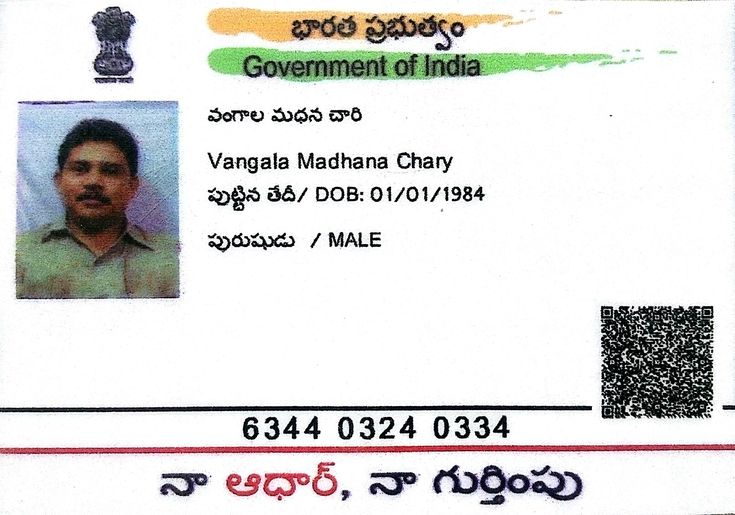 భారత ప్రభుత్వం
Government of India
వంగాల మధన చారి
Vangala Madhana Chary
పుట్టిన తేదీ/ DOB: 01/01/1984
పురుషుడు / MALE
6344 0324 0334
నా ఆధార్, నా గుర్తింపు